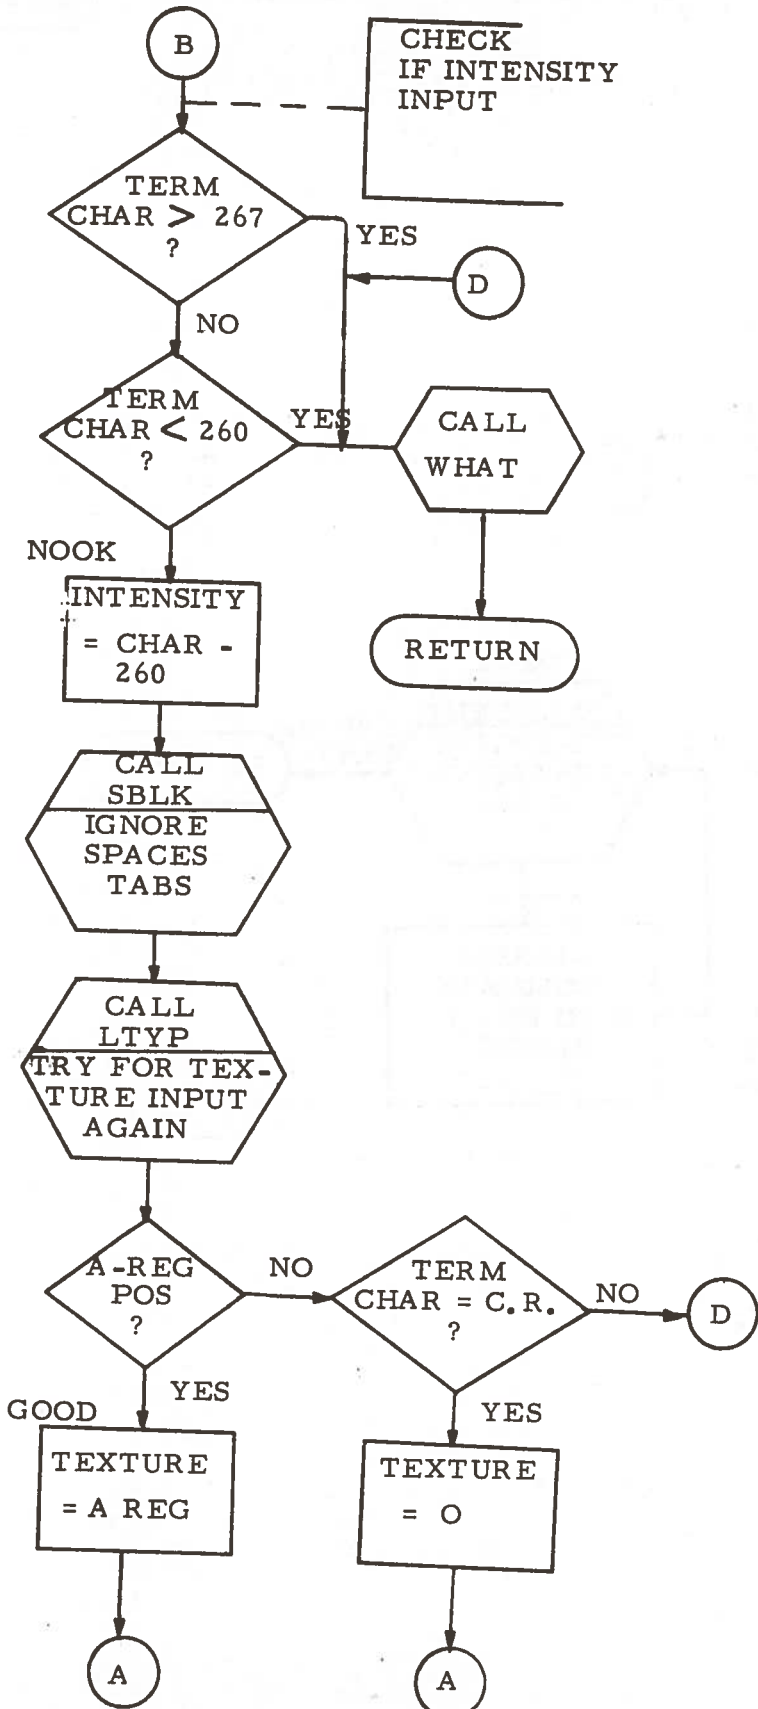 B
CHECK
IF INTENSITY
INPUT
TERM
CHAR > 267
?
YES
D
NO
TERM
CHAR < 260
?
YES
CALL
WHAT
NOOK
INTENSITY
= CHAR -
260
RETURN
CALL
SBLK
IGNORE
SPACES
TABS
CALL
LTYP
TRY FOR TEX-
TURE INPUT
AGAIN
A-REG
POS
?
NO
TERM
CHAR = C.R.
?
NO
D
YES
GOOD
YES
TEXTURE
= A REG
TEXTURE
= O
A
A